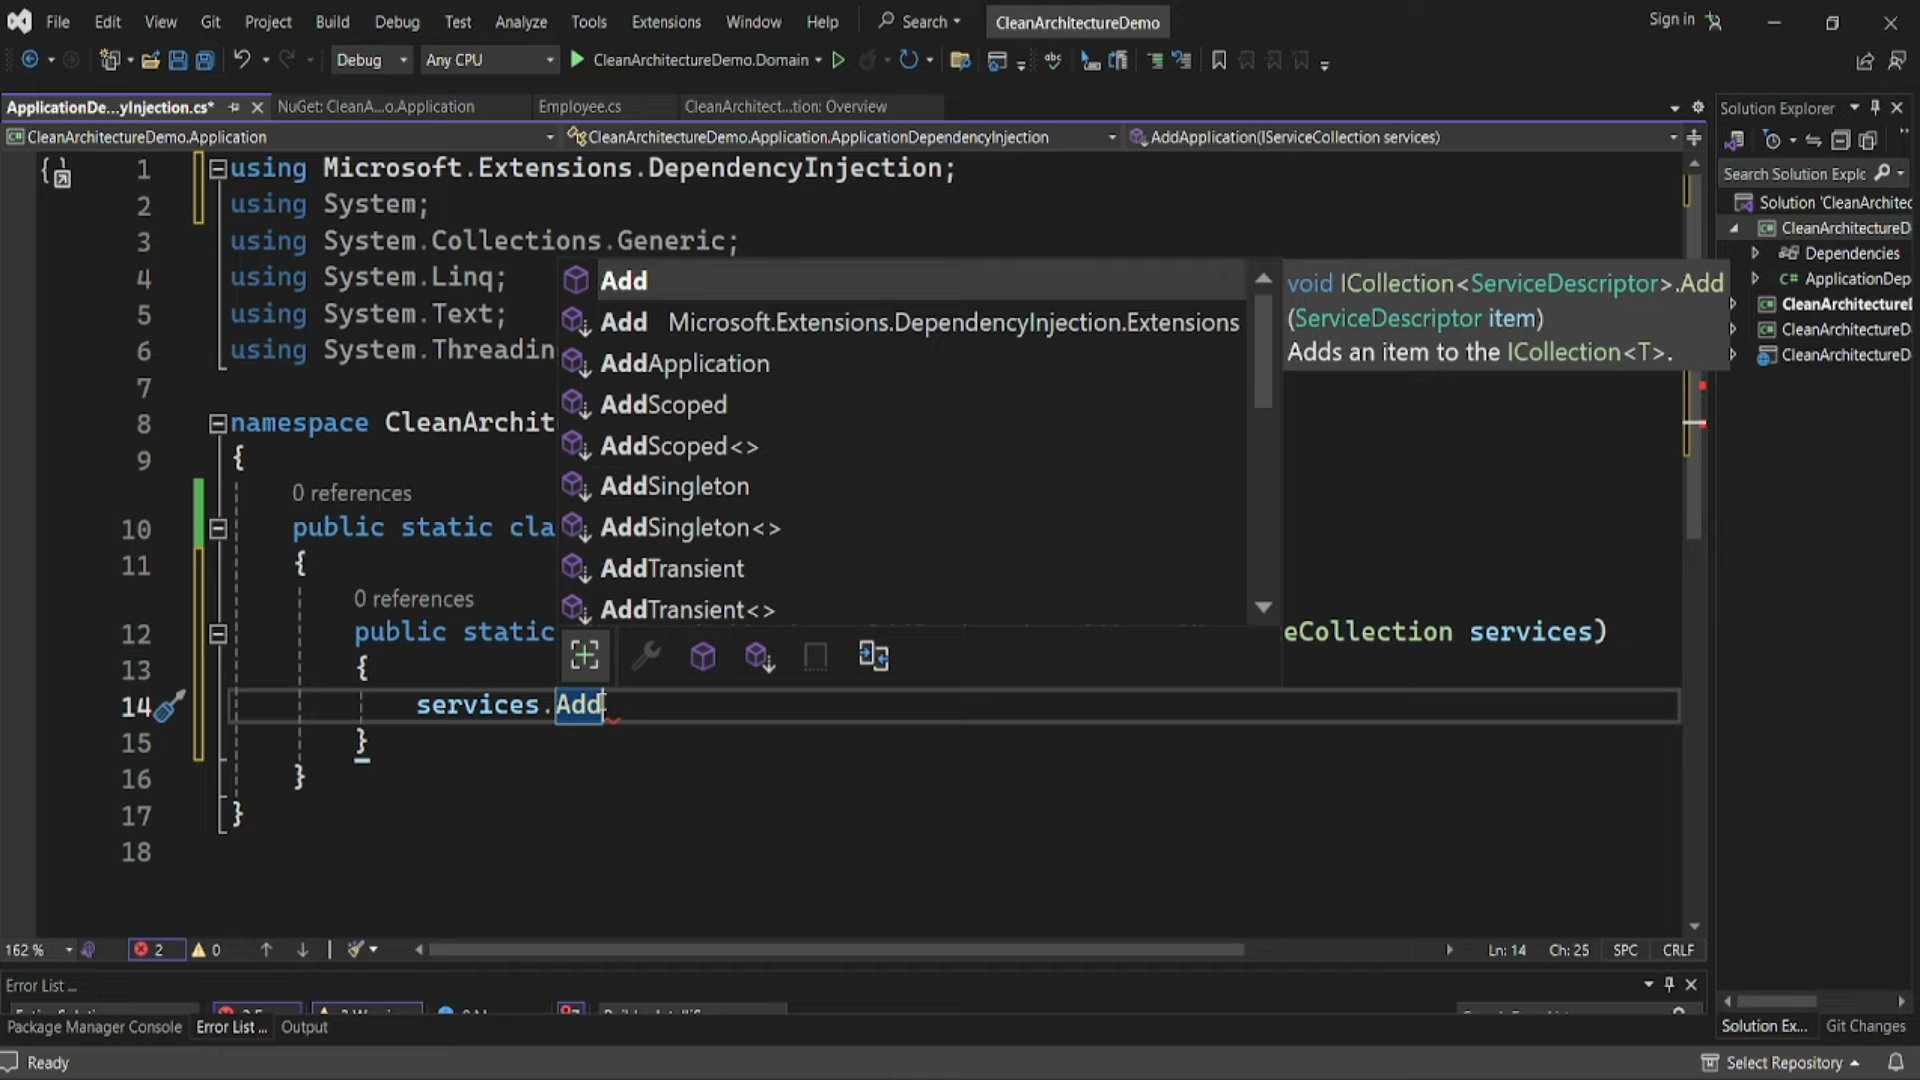 File Edit View Git Project Build Debug Test Analyze Tools Extensions Window Help Search CleanArchitectureDemo Sign in
Debug Any CPU CleanArchitectureDemo.Domain
ApplicationDe...yInjection.cs* NuGet: CleanA...o.Application Employee.cs CleanArchitect...tion: Overview
CleanArchitectureDemo.Application CleanArchitectureDemo.Application.ApplicationDependencyInjection AddApplication(IServiceCollection services)
1 using Microsoft.Extensions.DependencyInjection;
2 using System;
3 using System.Collections.Generic;
4 using System.Linq;
5 using System.Text;
6 using System.Threadin
7
8 namespace CleanArchit
9 {
0 references
10 public static cla
11 {
0 references
12 public static eCollection services)
13 {
14 services.Add
15 }
16 }
17 }
18
Add
Add Microsoft.Extensions.DependencyInjection.Extensions
AddApplication
AddScoped
AddScoped<>
AddSingleton
AddSingleton<>
AddTransient
AddTransient<>
void ICollection<ServiceDescriptor>.Add
(ServiceDescriptor item)
Adds an item to the ICollection<T>.
Solution Explorer
Search Solution Explc
Solution 'CleanArchitec
CleanArchitectureD
Dependencies
ApplicationDep
CleanArchitectureI
CleanArchitectureD
CleanArchitectureD
162 % 2 0 Ln: 14 Ch: 25 SPC CRLF
Error List ...
Package Manager Console Error List ... Output
Solution Ex... Git Changes
Ready Select Repository